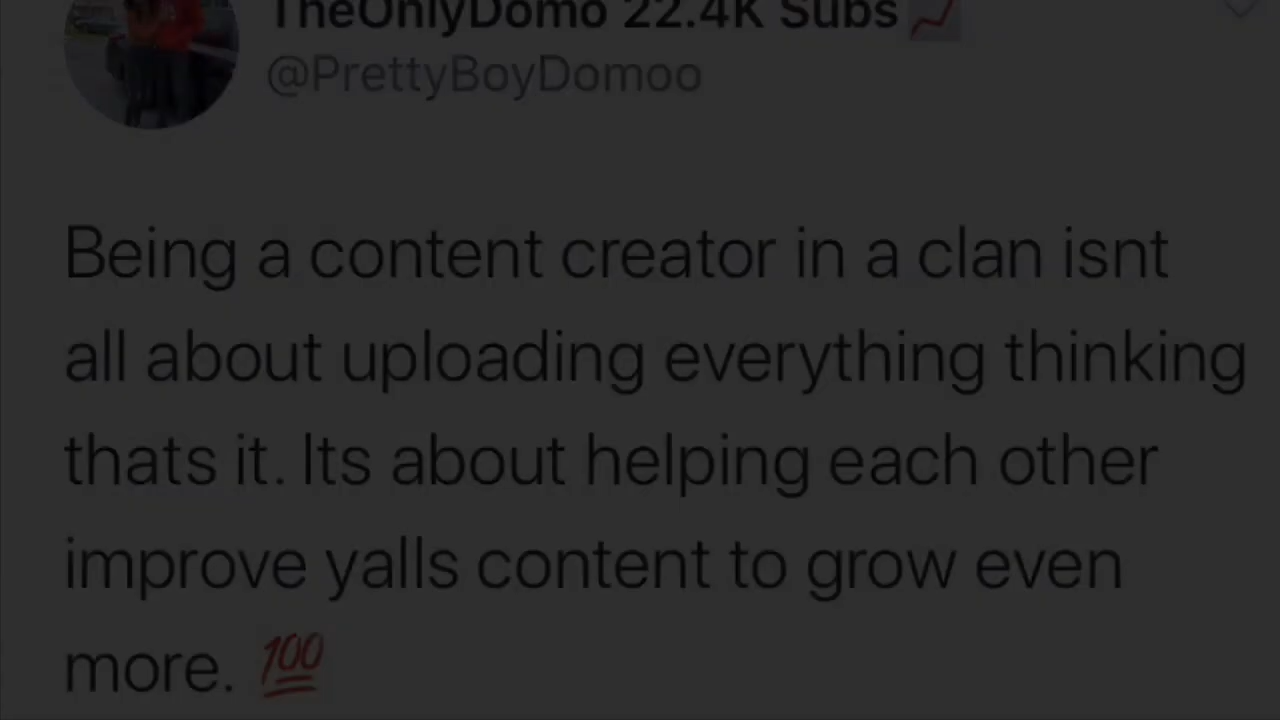 TheOnlyDomo 22.4K Subs 📈
@PrettyBoyDomoo
Being a content creator in a clan isnt
all about uploading everything thinking
thats it. Its about helping each other
improve yalls content to grow even
more. 💯